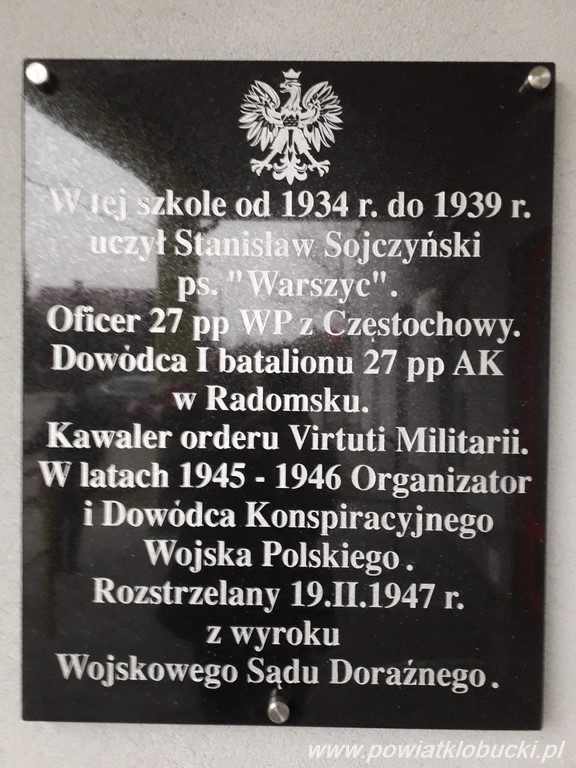 W tej szkole od 1934 r. do 1939 r.
uczył Stanisław Sojczyński
ps. "Warszyc".
Oficer 27 pp WP z Częstochowy.
Dowódca I batalionu 27 pp AK
w Radomsku.
Kawaler orderu Virtuti Militarii.
W latach 1945 - 1946 Organizator
i Dowódca Konspiracyjnego
Wojska Polskiego.
Rozstrzelany 19.II.1947 r.
z wyroku
Wojskowego Sądu Doraźnego.
www.powiatklobucki.pl